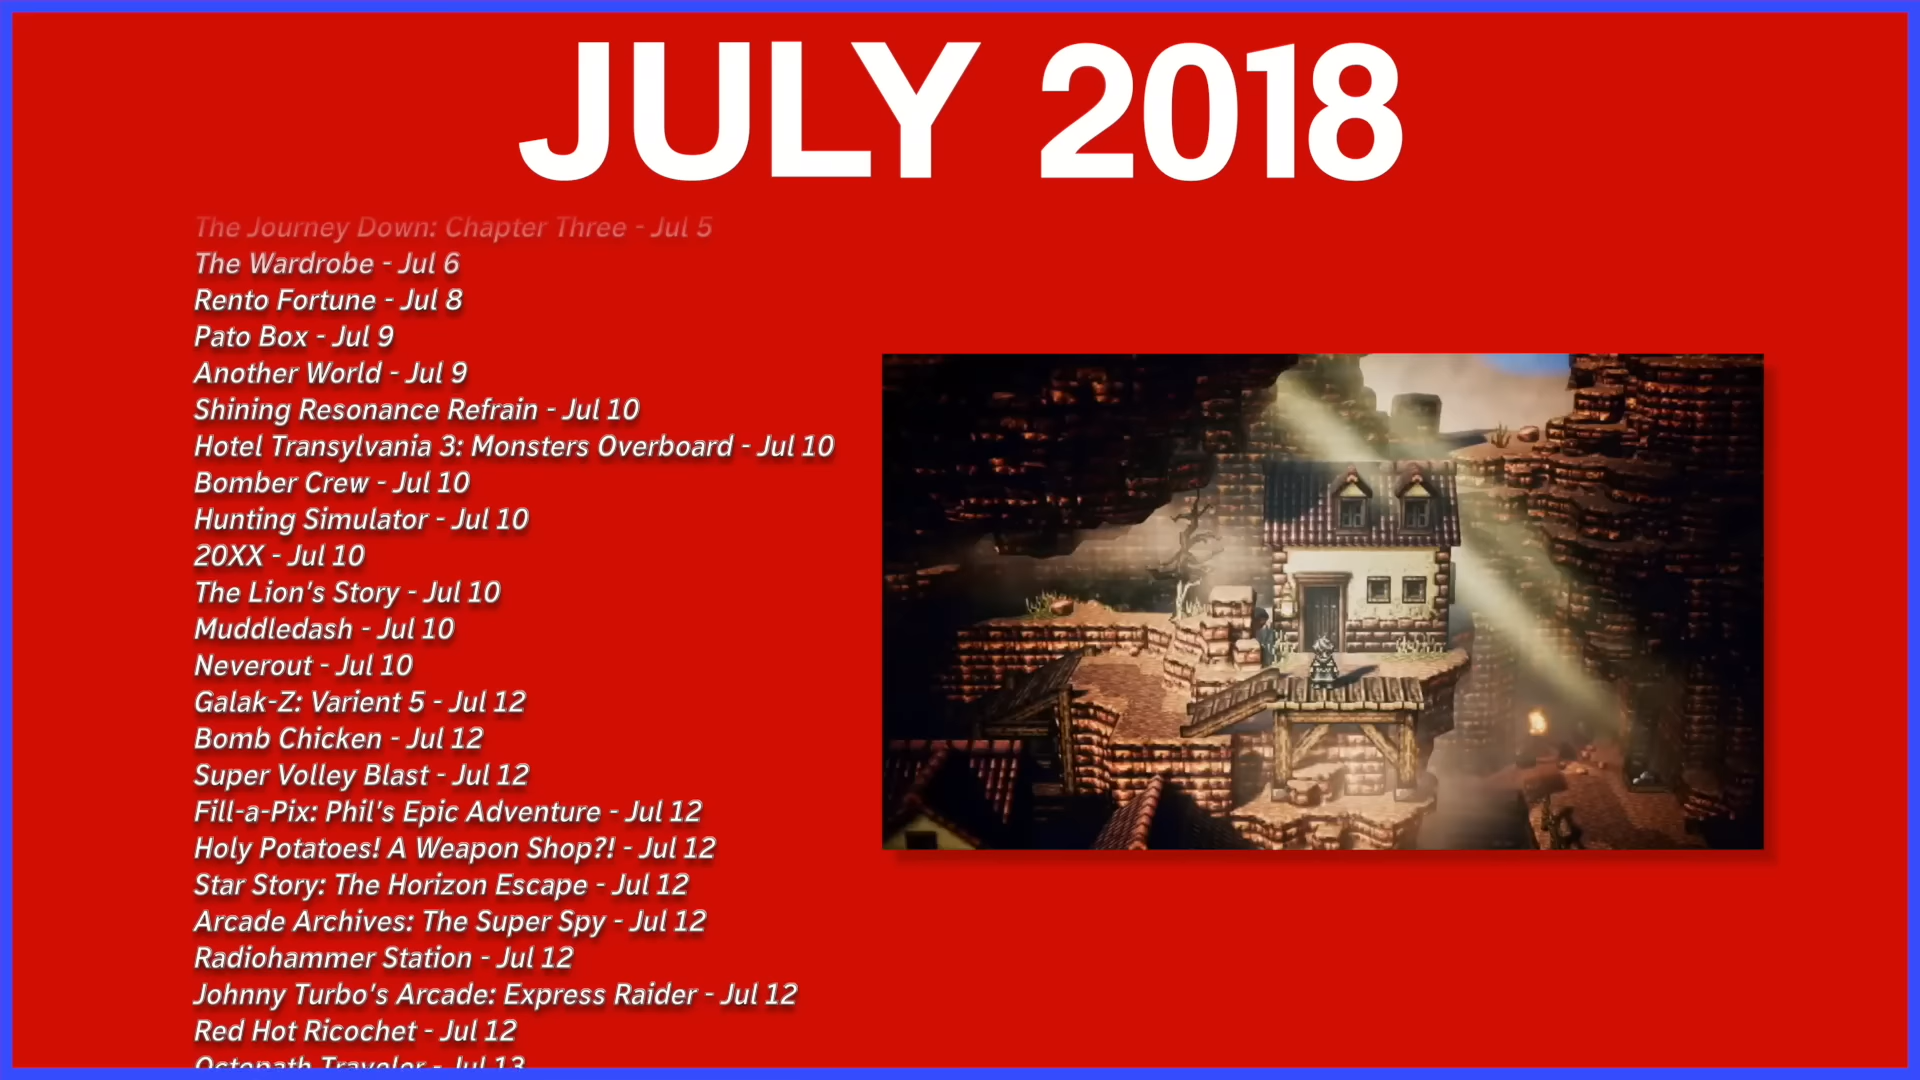 JULY 2018
The Journey Down: Chapter Three - Jul 5
The Wardrobe - Jul 6
Rento Fortune - Jul 8
Pato Box - Jul 9
Another World - Jul 9
Shining Resonance Refrain - Jul 10
Hotel Transylvania 3: Monsters Overboard - Jul 10
Bomber Crew - Jul 10
Hunting Simulator - Jul 10
20XX - Jul 10
The Lion's Story - Jul 10
Muddledash - Jul 10
Neverout - Jul 10
Galak-Z: Varient 5 - Jul 12
Bomb Chicken - Jul 12
Super Volley Blast - Jul 12
Fill-a-Pix: Phil's Epic Adventure - Jul 12
Holy Potatoes! A Weapon Shop?! - Jul 12
Star Story: The Horizon Escape - Jul 12
Arcade Archives: The Super Spy - Jul 12
Radiohammer Station - Jul 12
Johnny Turbo's Arcade: Express Raider - Jul 12
Red Hot Ricochet - Jul 12
Octopath Traveler - Jul 13